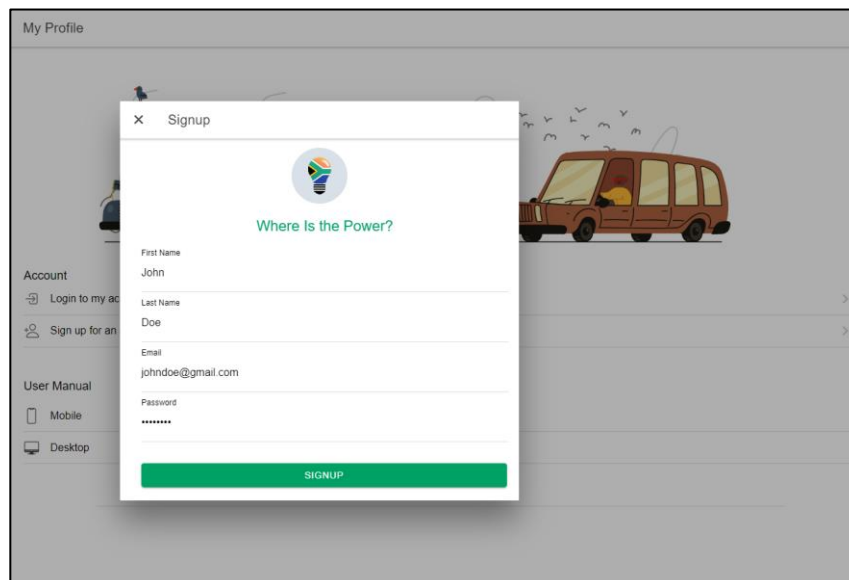 My Profile
Signup
Where Is the Power?
First Name
John
Last Name
Doe
Email
johndoe@gmail.com
Password
••••••••
SIGNUP
Account
Login to my ac
Sign up for an
User Manual
Mobile
Desktop